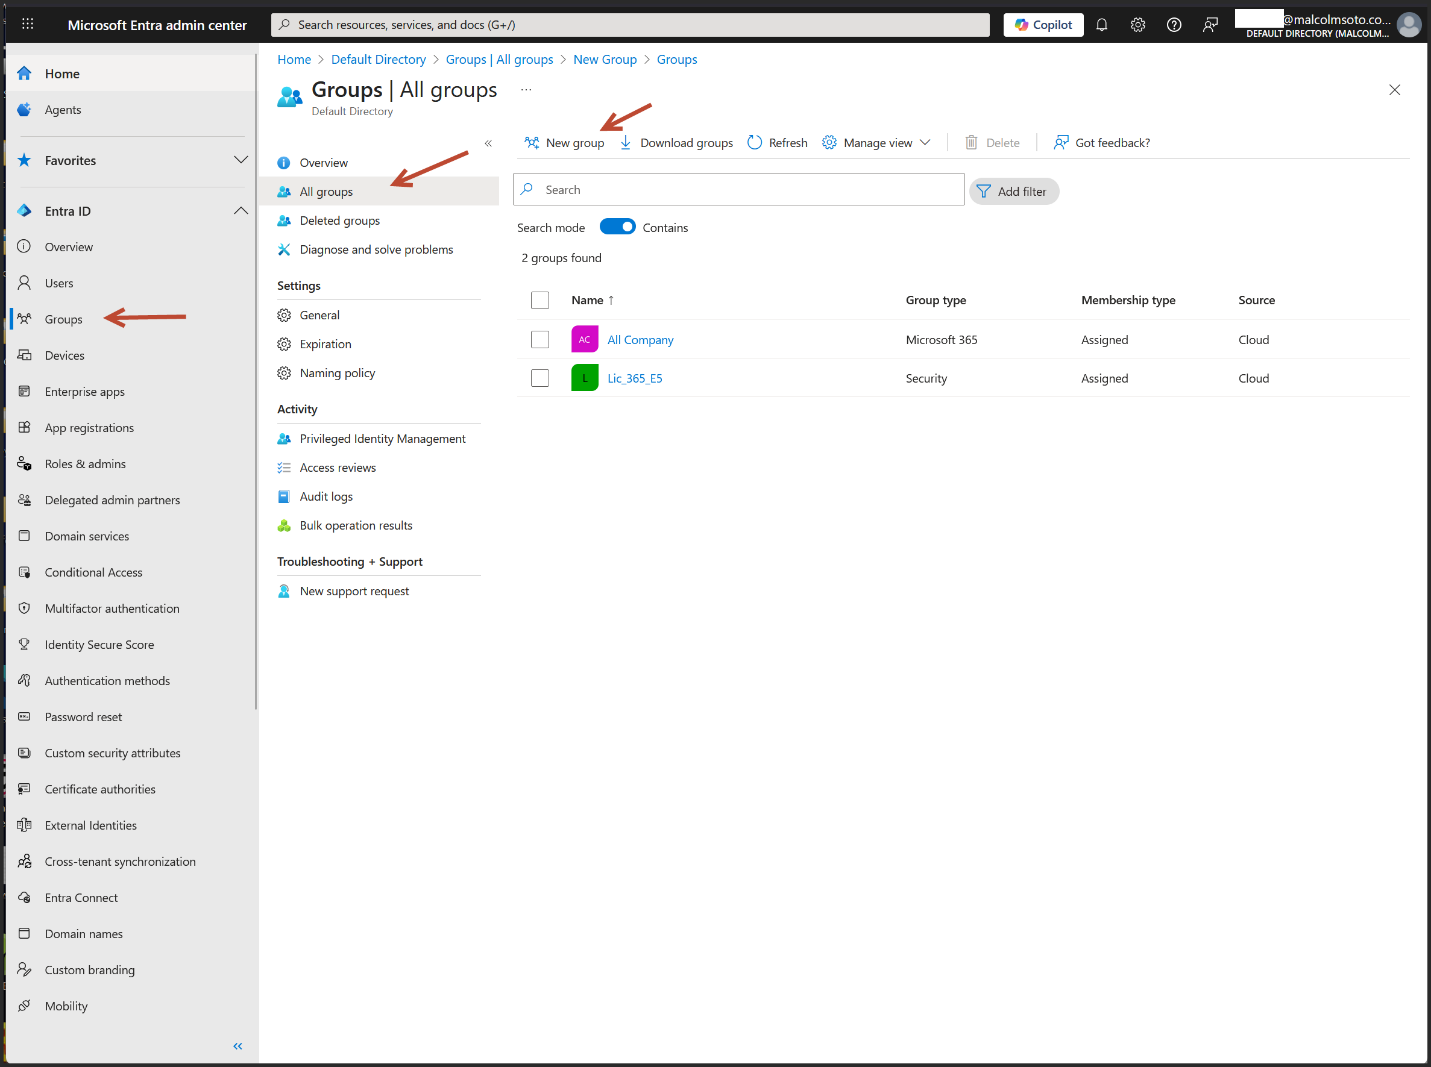 Microsoft Entra admin center
Search resources, services, and docs (G+/)
Copilot
@malcolmsoto.co...
DEFAULT DIRECTORY (MALCOLM...
Home
Agents
Favorites
Entra ID
Overview
Users
Groups
Devices
Enterprise apps
App registrations
Roles & admins
Delegated admin partners
Domain services
Conditional Access
Multifactor authentication
Identity Secure Score
Authentication methods
Password reset
Custom security attributes
Certificate authorities
External Identities
Cross-tenant synchronization
Entra Connect
Domain names
Custom branding
Mobility
Home > Default Directory > Groups | All groups > New Group > Groups
Groups | All groups ...
Default Directory
Overview
All groups
Deleted groups
Diagnose and solve problems
Settings
General
Expiration
Naming policy
Activity
Privileged Identity Management
Access reviews
Audit logs
Bulk operation results
Troubleshooting + Support
New support request
New group Download groups Refresh Manage view Delete Got feedback?
Search
Add filter
Search mode Contains
2 groups found
Name ↑ Group type Membership type Source
AC All Company Microsoft 365 Assigned Cloud
L Lic_365_E5 Security Assigned Cloud